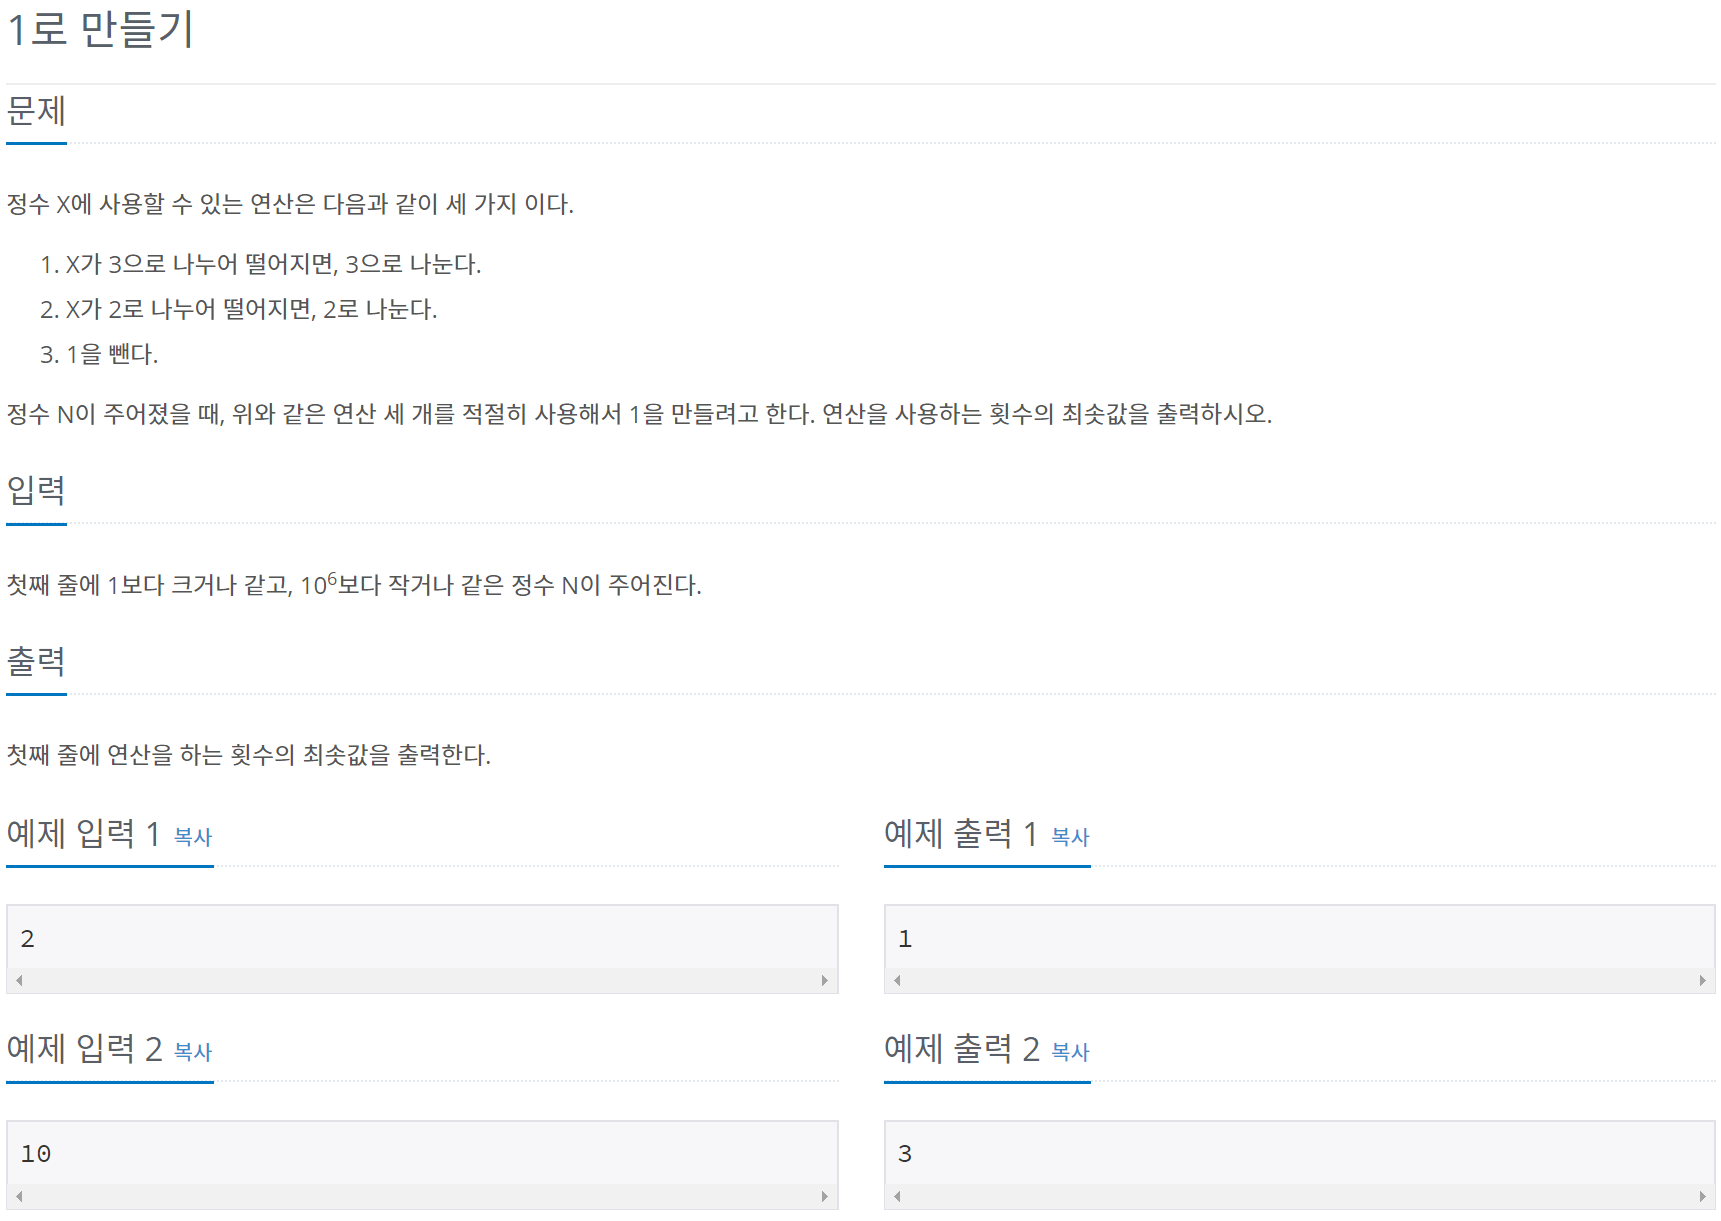 1로 만들기
문제
정수 X에 사용할 수 있는 연산은 다음과 같이 세 가지 이다.
1. X가 3으로 나누어 떨어지면, 3으로 나눈다.
2. X가 2로 나누어 떨어지면, 2로 나눈다.
3. 1을 뺀다.
정수 N이 주어졌을 때, 위와 같은 연산 세 개를 적절히 사용해서 1을 만들려고 한다. 연산을 사용하는 횟수의 최솟값을 출력하시오.
입력
첫째 줄에 1보다 크거나 같고, 10⁶보다 작거나 같은 정수 N이 주어진다.
출력
첫째 줄에 연산을 하는 횟수의 최솟값을 출력한다.
예제 입력 1 복사
2
예제 출력 1 복사
1
예제 입력 2 복사
10
예제 출력 2 복사
3